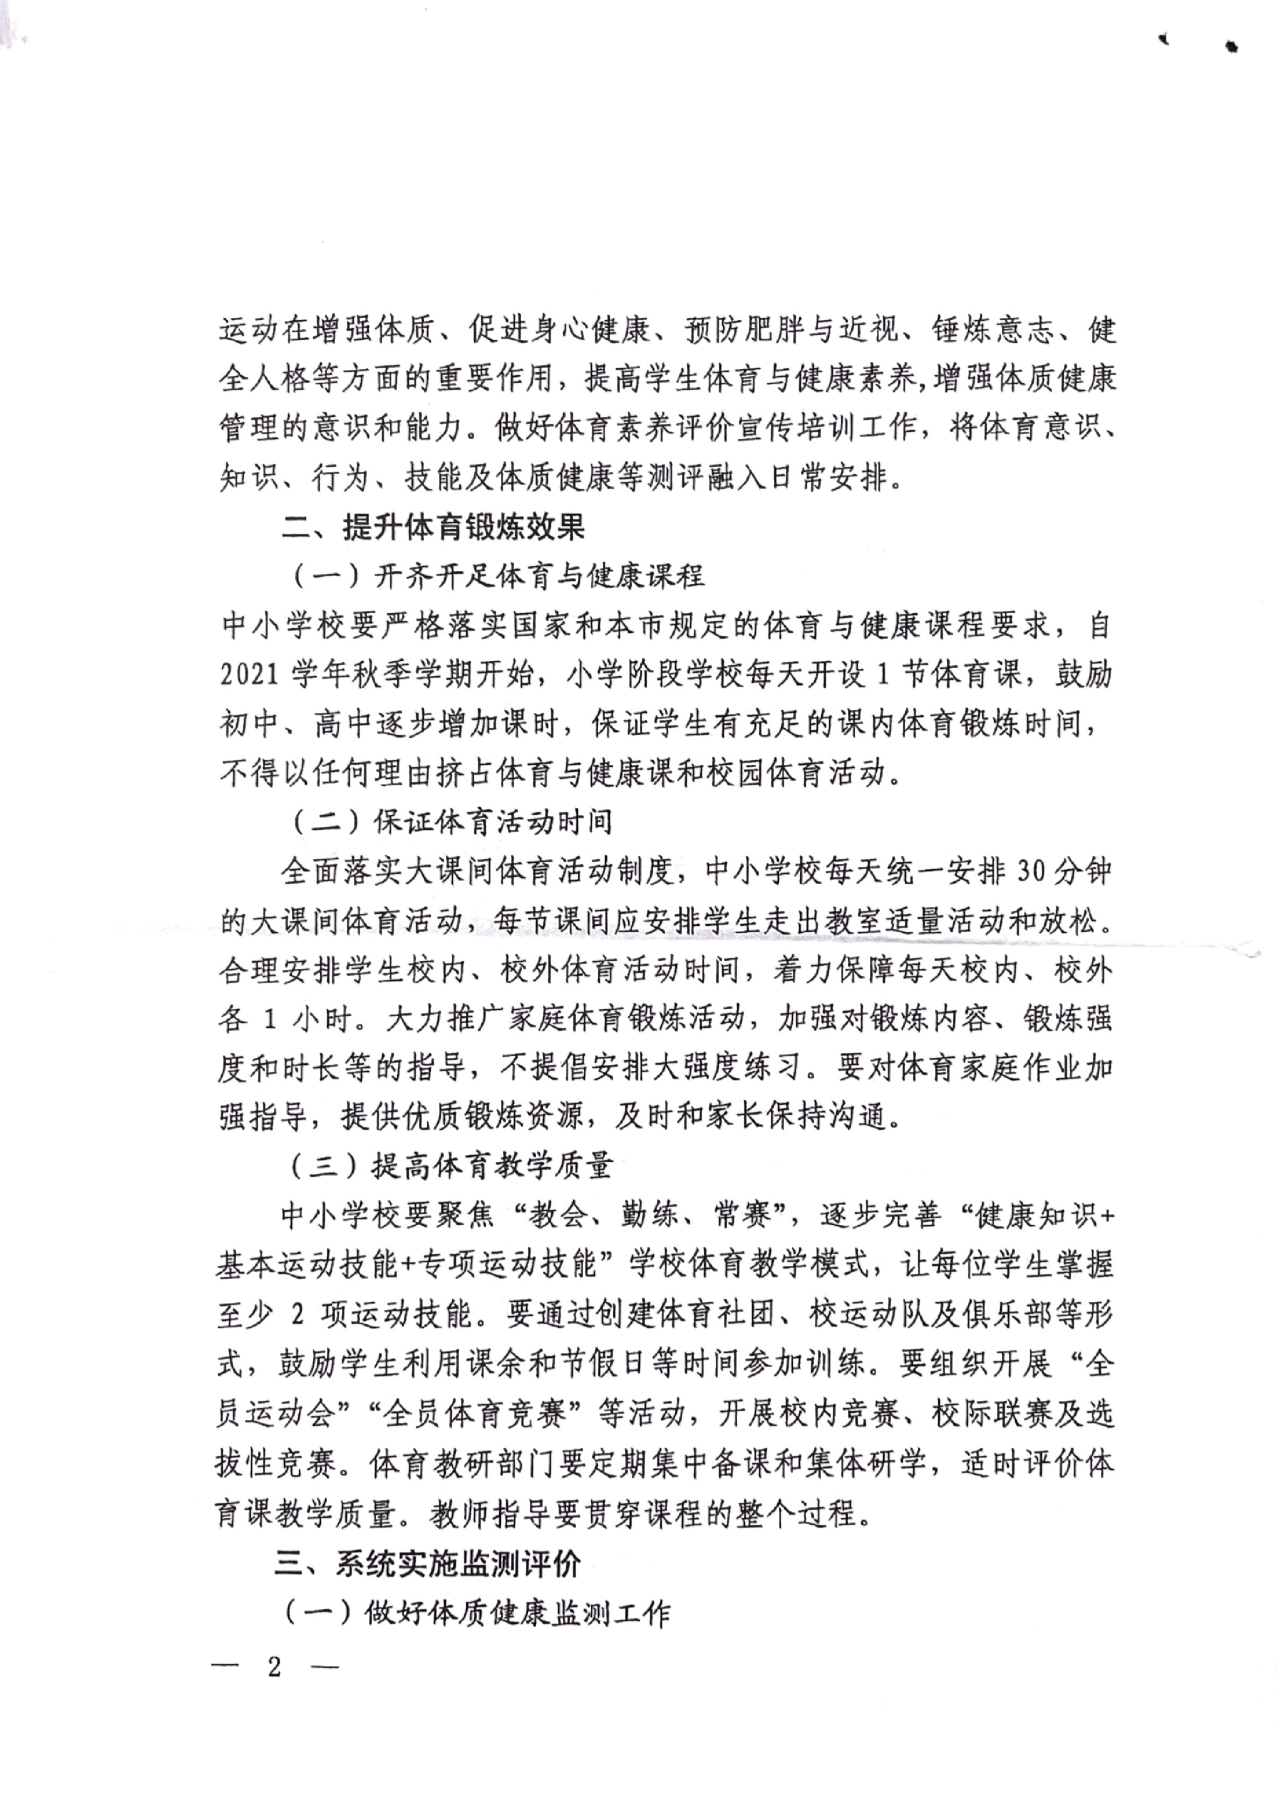 运动在增强体质、促进身心健康、预防肥胖与近视、锤炼意志、健
全人格等方面的重要作用，提高学生体育与健康素养,增强体质健康
管理的意识和能力。做好体育素养评价宣传培训工作，将体育意识、
知识、行为、技能及体质健康等测评融入日常安排。
二、提升体育锻炼效果
（一）开齐开足体育与健康课程
中小学校要严格落实国家和本市规定的体育与健康课程要求，自
2021 学年秋季学期开始，小学阶段学校每天开设 1 节体育课，鼓励
初中、高中逐步增加课时，保证学生有充足的课内体育锻炼时间，
不得以任何理由挤占体育与健康课和校园体育活动。
（二）保证体育活动时间
全面落实大课间体育活动制度，中小学校每天统一安排 30 分钟
的大课间体育活动，每节课间应安排学生走出教室适量活动和放松。
合理安排学生校内、校外体育活动时间，着力保障每天校内、校外
各 1 小时。大力推广家庭体育锻炼活动，加强对锻炼内容、锻炼强
度和时长等的指导，不提倡安排大强度练习。要对体育家庭作业加
强指导，提供优质锻炼资源，及时和家长保持沟通。
（三）提高体育教学质量
中小学校要聚焦“教会、勤练、常赛”，逐步完善“健康知识+
基本运动技能+专项运动技能”学校体育教学模式，让每位学生掌握
至少 2 项运动技能。要通过创建体育社团、校运动队及俱乐部等形
式，鼓励学生利用课余和节假日等时间参加训练。要组织开展“全
员运动会”“全员体育竞赛”等活动，开展校内竞赛、校际联赛及选
拔性竞赛。体育教研部门要定期集中备课和集体研学，适时评价体
育课教学质量。教师指导要贯穿课程的整个过程。
三、系统实施监测评价
（一）做好体质健康监测工作
— 2 —